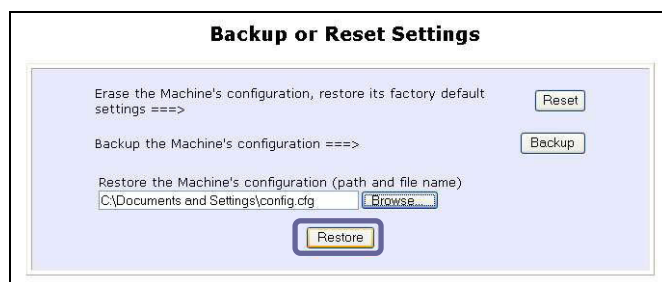 Backup or Reset Settings
Erase the Machine's configuration, restore its factory default
settings ===>
Reset
Backup the Machine's configuration ===>
Backup
Restore the Machine's configuration (path and file name)
C:\Documents and Settings\config.cfg
Browse...
Restore